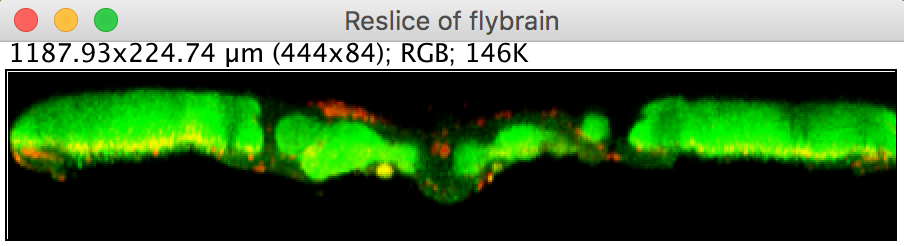 Reslice of flybrain
1187.93x224.74 µm (444x84); RGB; 146K